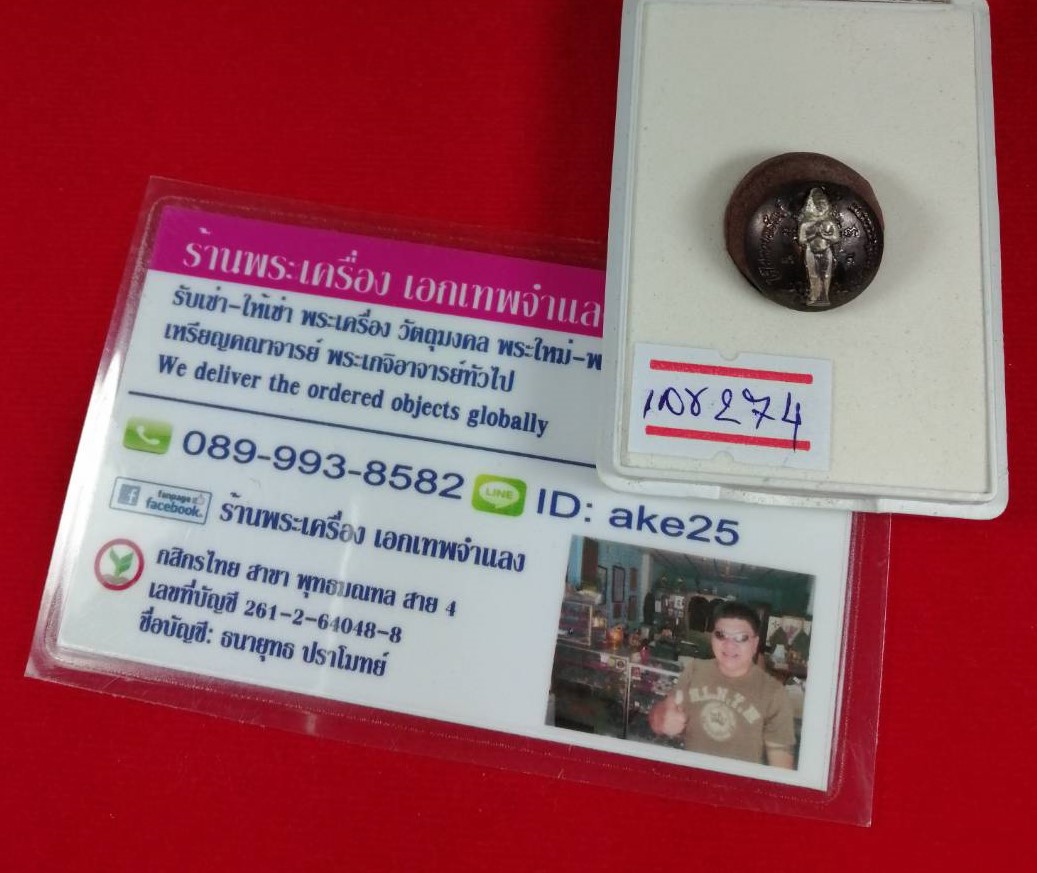 ร้านพระเครื่อง เอกเทพจำแล
รับเช่า-ให้เช่า พระเครื่อง วัตถุมงคล พระใหม่-พ
เหรียญคณาจารย์ พระเกจิอาจารย์ทั่วไป
We deliver the ordered objects globally
089-993-8582 LINE ID: ake25
fanpage facebook. ร้านพระเครื่อง เอกเทพจำแลง
กสิกรไทย สาขา พุทธมณฑล สาย 4
เลขที่บัญชี 261-2-64048-8
ชื่อบัญชี: ธนายุทธ ปราโมทย์
274